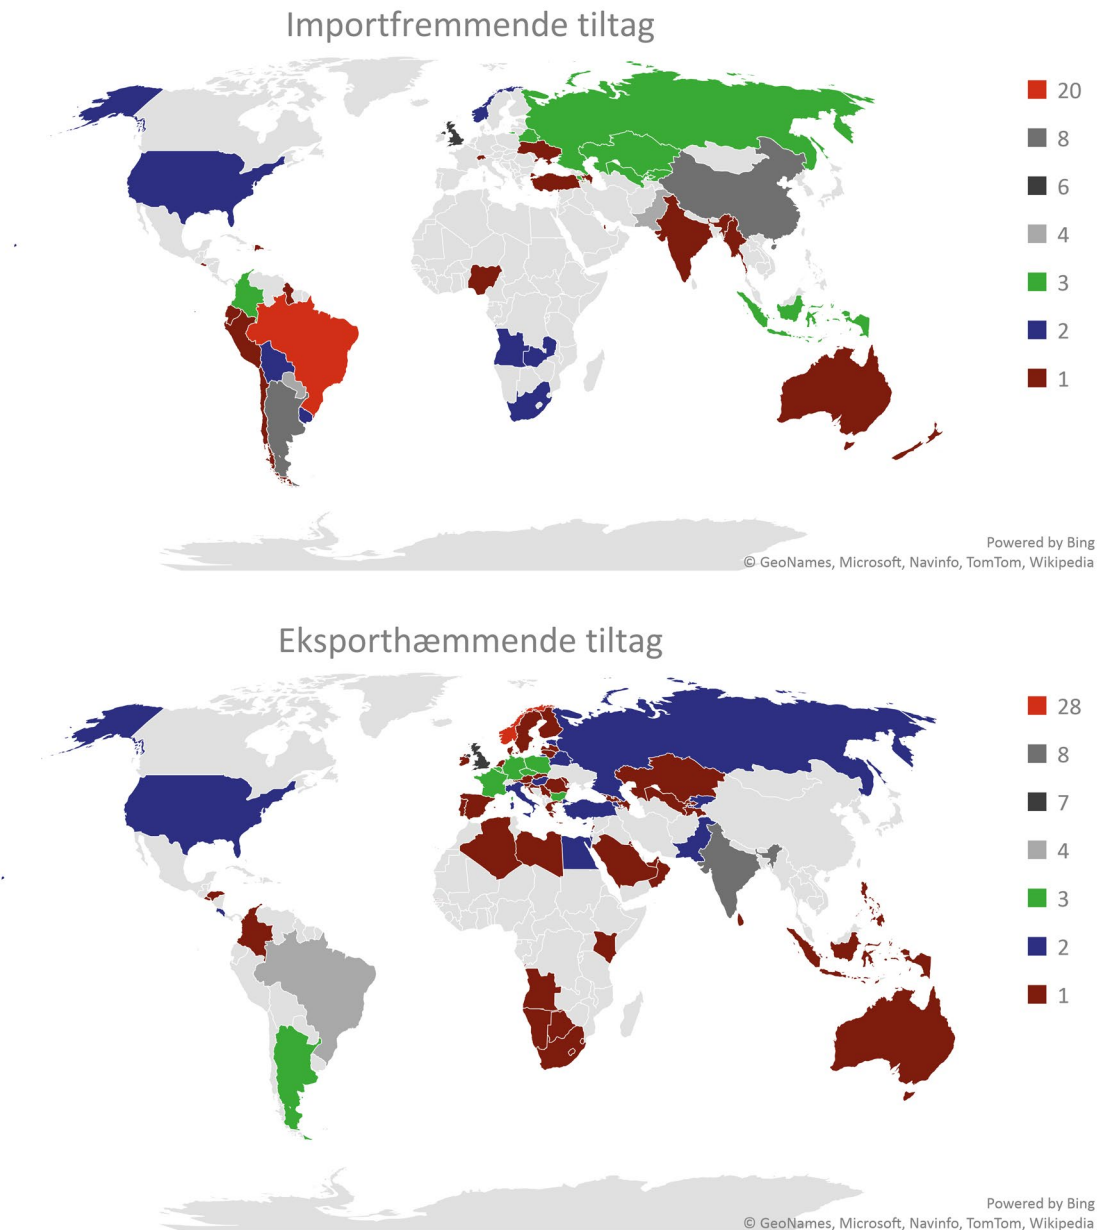 Importfremmende tiltag
20
8
6
4
3
2
1
Powered by Bing
© GeoNames, Microsoft, Navinfo, TomTom, Wikipedia
Eksporthæmmende tiltag
28
8
7
4
3
2
1
Powered by Bing
© GeoNames, Microsoft, Navinfo, TomTom, Wikipedia